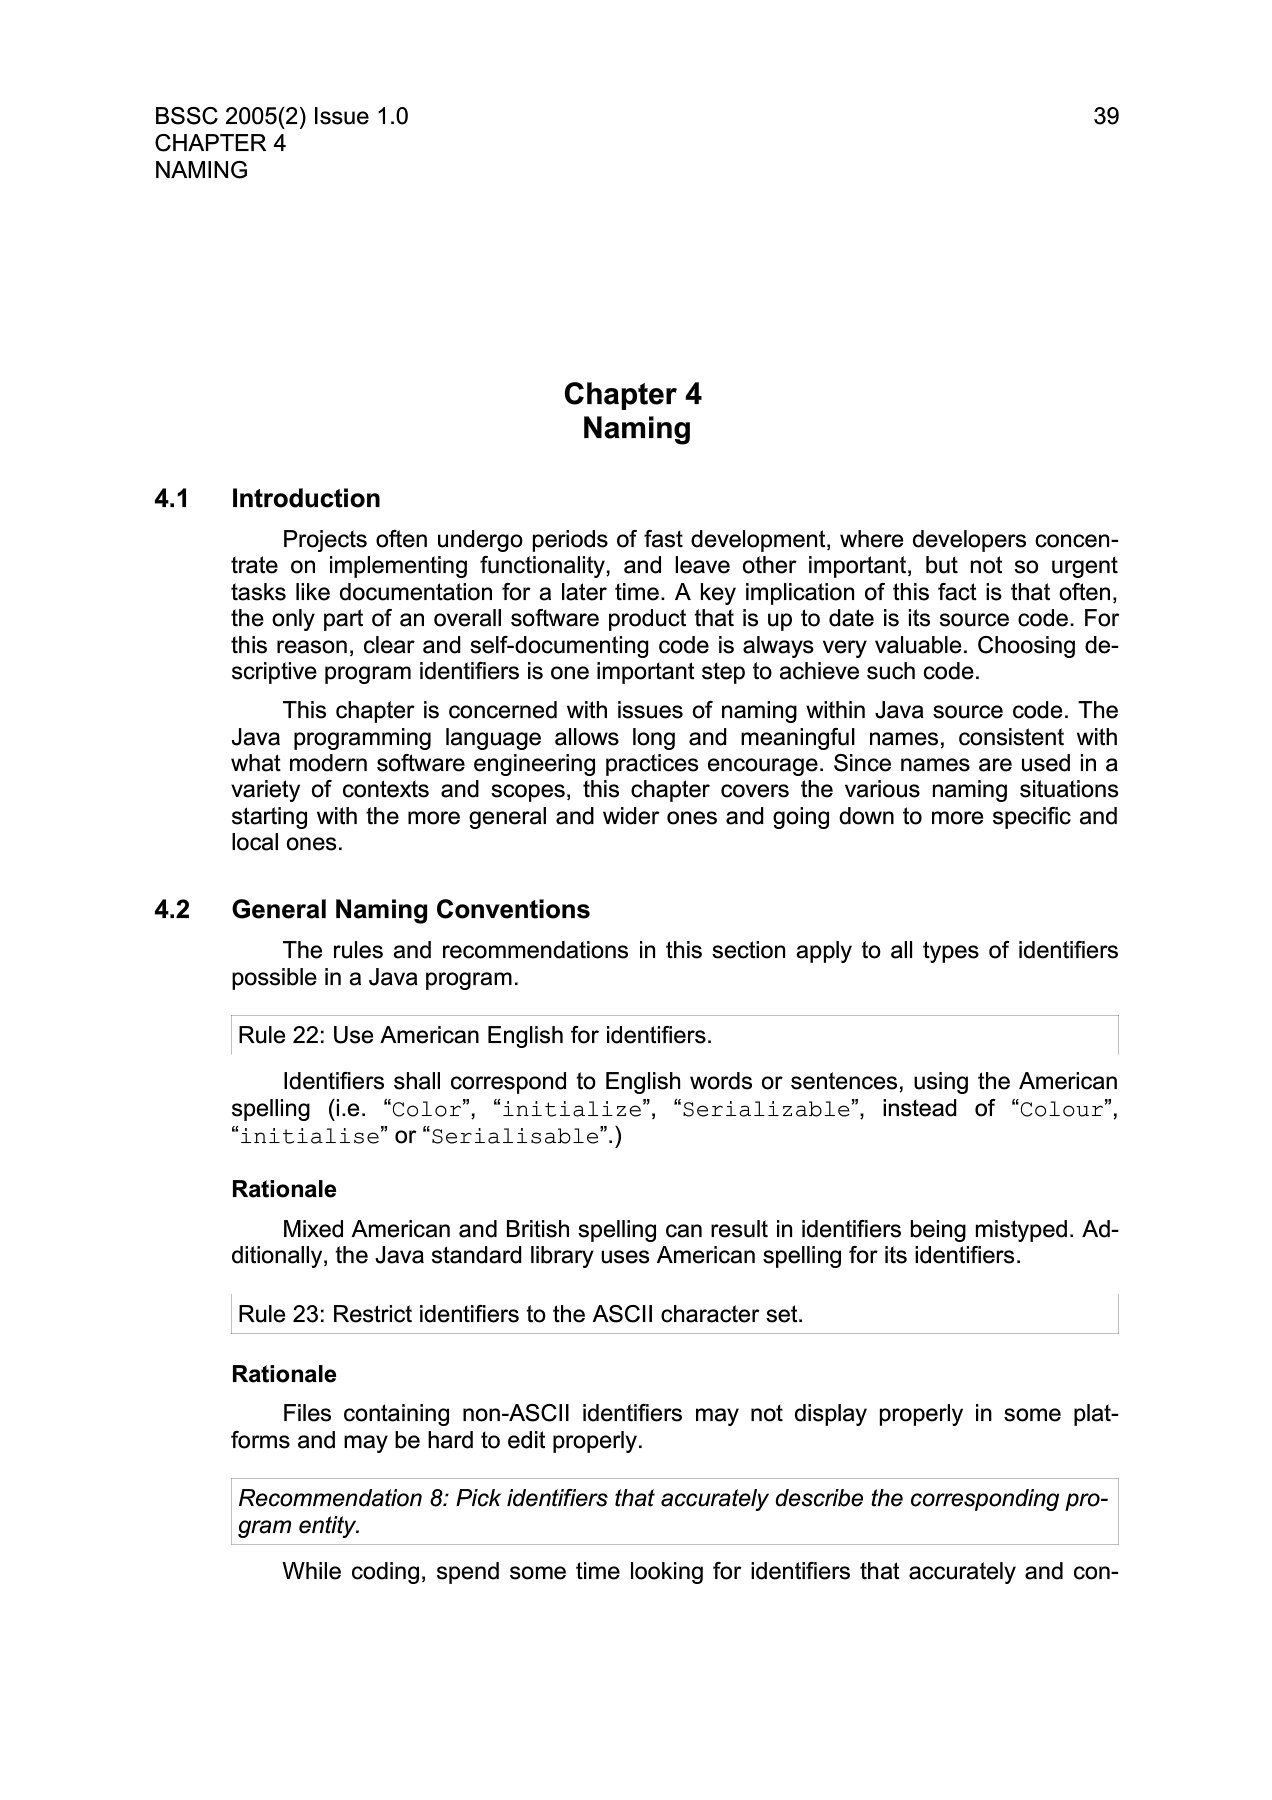 BSSC 2005(2) Issue 1.0 39
CHAPTER 4
NAMING
Chapter 4
Naming
4.1 Introduction
Projects often undergo periods of fast development, where developers concen-
trate on implementing functionality, and leave other important, but not so urgent
tasks like documentation for a later time. A key implication of this fact is that often,
the only part of an overall software product that is up to date is its source code. For
this reason, clear and self-documenting code is always very valuable. Choosing de-
scriptive program identifiers is one important step to achieve such code.
This chapter is concerned with issues of naming within Java source code. The
Java programming language allows long and meaningful names, consistent with
what modern software engineering practices encourage. Since names are used in a
variety of contexts and scopes, this chapter covers the various naming situations
starting with the more general and wider ones and going down to more specific and
local ones.
4.2 General Naming Conventions
The rules and recommendations in this section apply to all types of identifiers
possible in a Java program.
Rule 22: Use American English for identifiers.
Identifiers shall correspond to English words or sentences, using the American
spelling (i.e. “Color”, “initialize”, “Serializable”, instead of “Colour”,
“initialise” or “Serialisable”.)
Rationale
Mixed American and British spelling can result in identifiers being mistyped. Ad-
ditionally, the Java standard library uses American spelling for its identifiers.
Rule 23: Restrict identifiers to the ASCII character set.
Rationale
Files containing non-ASCII identifiers may not display properly in some plat-
forms and may be hard to edit properly.
Recommendation 8: Pick identifiers that accurately describe the corresponding pro-
gram entity.
While coding, spend some time looking for identifiers that accurately and con-